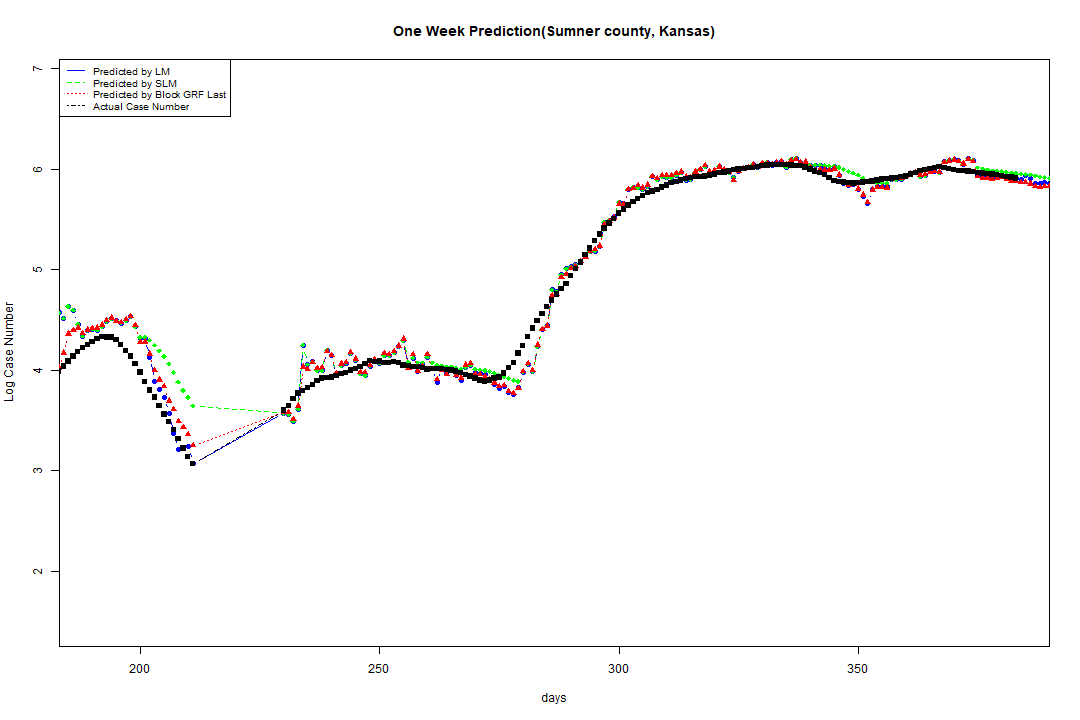 One Week Prediction(Sumner county, Kansas)
Predicted by LM
Predicted by SLM
Predicted by Block GRF Last
Actual Case Number
7
6
5
4
3
2
Log Case Number
200
250
300
350
days